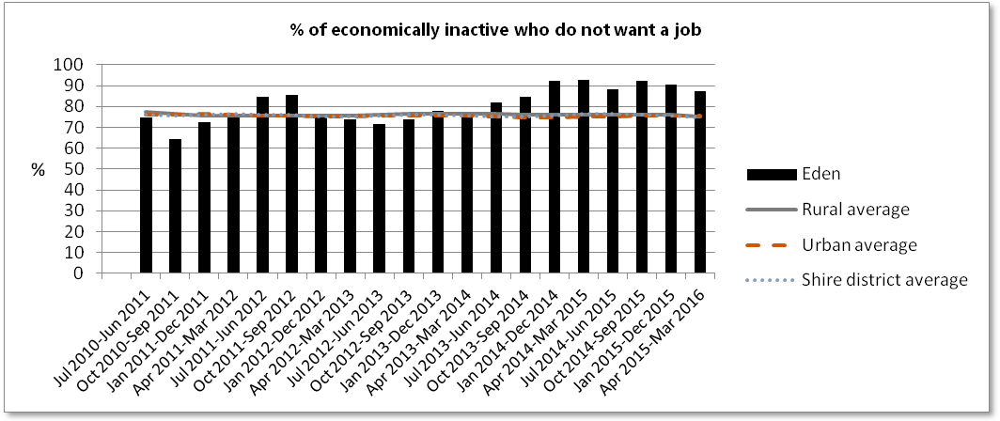 % of economically inactive who do not want a job
100
90
80
70
60
50
40
30
20
10
0
%
Jul 2010-Jun 2011
Oct 2010-Sep 2011
Jan 2011-Dec 2011
Apr 2011-Mar 2012
Jul 2011-Jun 2012
Oct 2011-Sep 2012
Jan 2012-Dec 2012
Apr 2012-Mar 2013
Jul 2012-Jun 2013
Oct 2012-Sep 2013
Jan 2013-Dec 2013
Apr 2013-Mar 2014
Jul 2013-Jun 2014
Oct 2013-Sep 2014
Jan 2014-Dec 2014
Apr 2014-Mar 2015
Jul 2014-Jun 2015
Oct 2014-Sep 2015
Jan 2015-Dec 2015
Apr 2015-Mar 2016
Eden
Rural average
Urban average
Shire district average